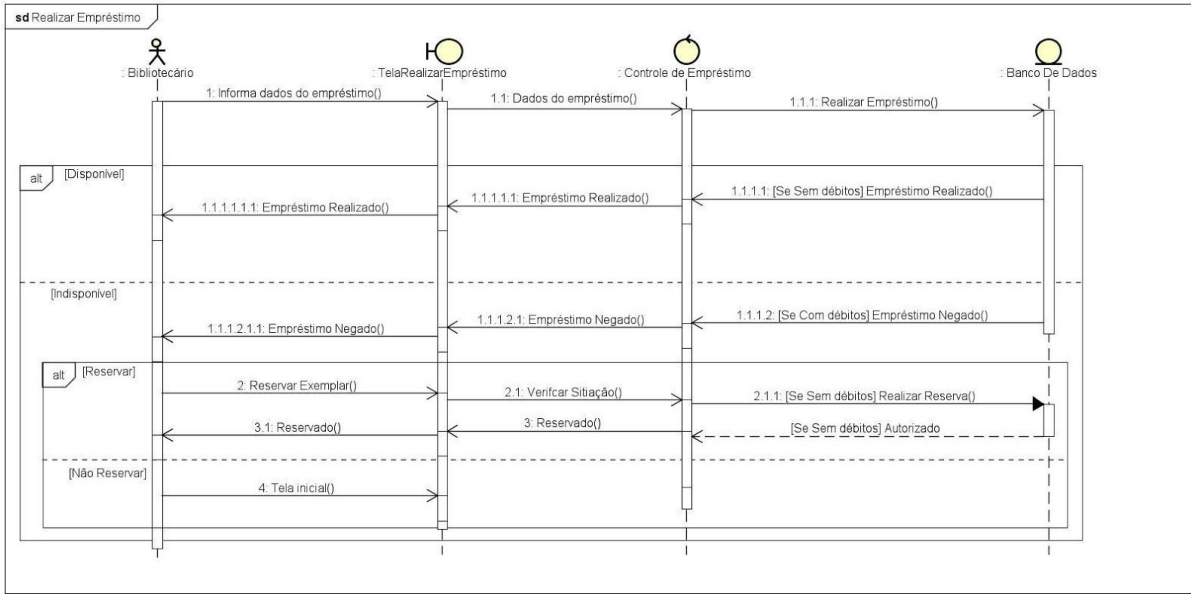 sd Realizar Empréstimo
: Bibliotecário
: TelaRealizarEmpréstimo
: Controle de Empréstimo
: Banco De Dados
1: Informa dados do empréstimo()
1.1: Dados do empréstimo()
1.1.1: Realizar Empréstimo()
alt
[Disponível]
1.1.1.1: [Se Sem débitos] Empréstimo Realizado()
1.1.1.1.1: Empréstimo Realizado()
1.1.1.1.1.1: Empréstimo Realizado()
[Indisponível]
1.1.1.2: [Se Com débitos] Empréstimo Negado()
1.1.1.2.1: Empréstimo Negado()
1.1.1.2.1.1: Empréstimo Negado()
alt
[Reservar]
2: Reservar Exemplar()
2.1: Verifcar Sitiação()
2.1.1: [Se Sem débitos] Realizar Reserva()
3.1: Reservado()
3: Reservado()
[Se Sem débitos] Autorizado
[Não Reservar]
4: Tela inicial()